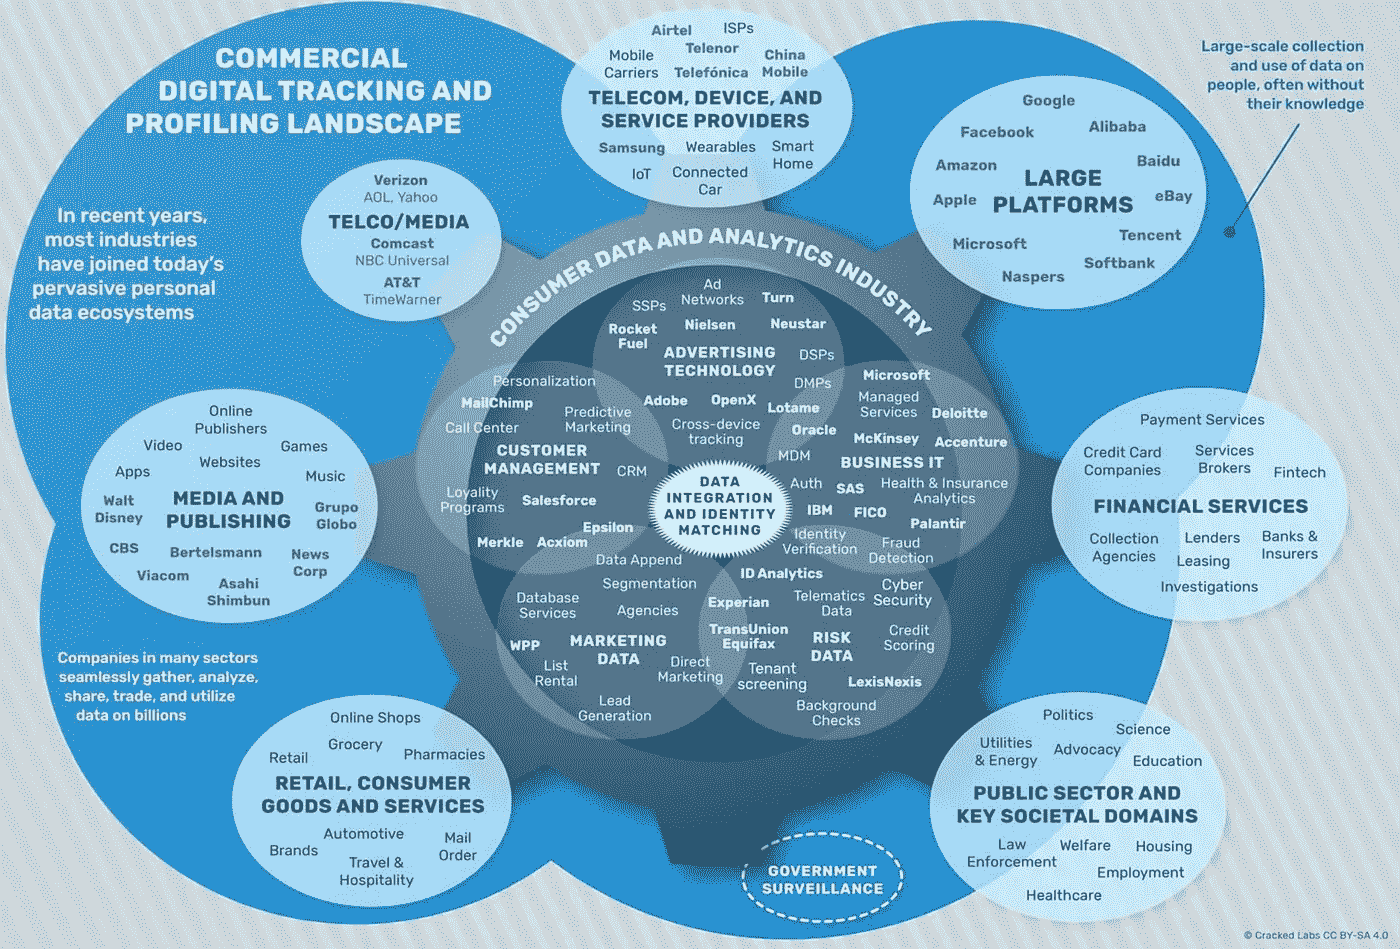 COMMERCIAL
DIGITAL TRACKING AND
PROFILING LANDSCAPE
In recent years,
most industries
have joined today's
pervasive personal
data ecosystems
Large-scale collection
and use of data on
people, often without
their knowledge
Airtel
ISPs
Mobile
Carriers
Telenor
Telefónica
China
Mobile
TELECOM, DEVICE, AND
SERVICE PROVIDERS
Samsung
Wearables
Smart
Home
IoT
Connected
Car
Verizon
AOL, Yahoo
TELCO/MEDIA
Comcast
NBC Universal
AT&T
TimeWarner
Google
Facebook
Alibaba
Amazon
Baidu
LARGE
PLATFORMS
Apple
eBay
Microsoft
Tencent
Softbank
Naspers
CONSUMER DATA AND ANALYTICS INDUSTRY
Ad
Networks
SSPs
Turn
Rocket
Fuel
Nielsen
Neustar
ADVERTISING
TECHNOLOGY
DSPs
DMPs
Adobe
OpenX
Lotame
Cross-device
tracking
Personalization
MailChimp
Predictive
Marketing
Call Center
CUSTOMER
MANAGEMENT
CRM
Loyalty
Programs
Salesforce
Epsilon
Merkle
Acxiom
Microsoft
Managed
Services
Deloitte
Oracle
McKinsey
Accenture
MDM
BUSINESS IT
Auth
SAS
Health & Insurance
Analytics
IBM
FICO
Palantir
DATA
INTEGRATION
AND IDENTITY
MATCHING
Identity
Verification
Fraud
Detection
Data Append
Segmentation
Database
Services
Agencies
WPP
MARKETING
DATA
List
Rental
Direct
Marketing
Lead
Generation
ID Analytics
Experian
Telematics
Data
Cyber
Security
TransUnion
Equifax
RISK
DATA
Credit
Scoring
Tenant
screening
LexisNexis
Background
Checks
Online
Publishers
Video
Games
Websites
Apps
Music
Walt
Disney
MEDIA AND
PUBLISHING
Grupo
Globo
CBS
Bertelsmann
News
Corp
Viacom
Asahi
Shimbun
Payment Services
Credit Card
Companies
Services
Brokers
Fintech
FINANCIAL SERVICES
Collection
Agencies
Lenders
Banks &
Insurers
Leasing
Investigations
Companies in many sectors
seamlessly gather, analyze,
share, trade, and utilize
data on billions
Online Shops
Grocery
Retail
Pharmacies
RETAIL, CONSUMER
GOODS AND SERVICES
Automotive
Brands
Mail
Order
Travel &
Hospitality
GOVERNMENT
SURVEILLANCE
Politics
Science
Utilities
& Energy
Advocacy
Education
PUBLIC SECTOR AND
KEY SOCIETAL DOMAINS
Law
Enforcement
Welfare
Housing
Employment
Healthcare
© Cracked Labs CC BY-SA 4.0